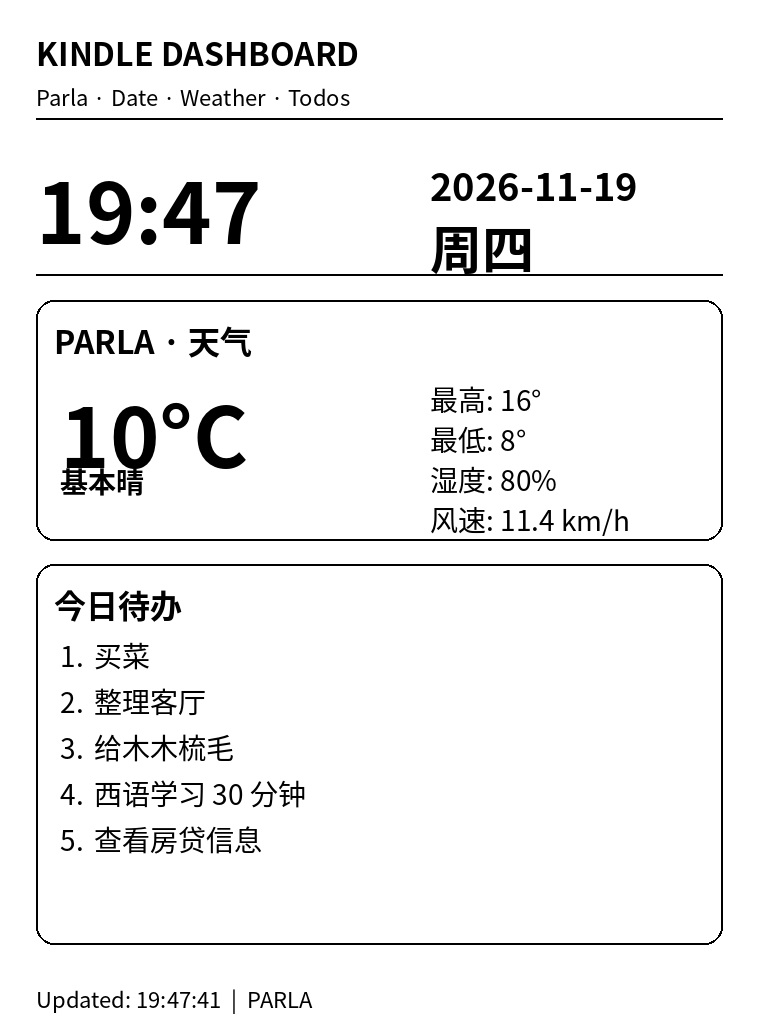 KINDLE DASHBOARD
Parla · Date · Weather · Todos
19:47
2026-11-19
周四
PARLA · 天气
10°C
基本晴
最高: 16°
最低: 8°
湿度: 80%
风速: 11.4 km/h
今日待办
1. 买菜
2. 整理客厅
3. 给木木梳毛
4. 西语学习 30 分钟
5. 查看房贷信息
Updated: 19:47:41 | PARLA